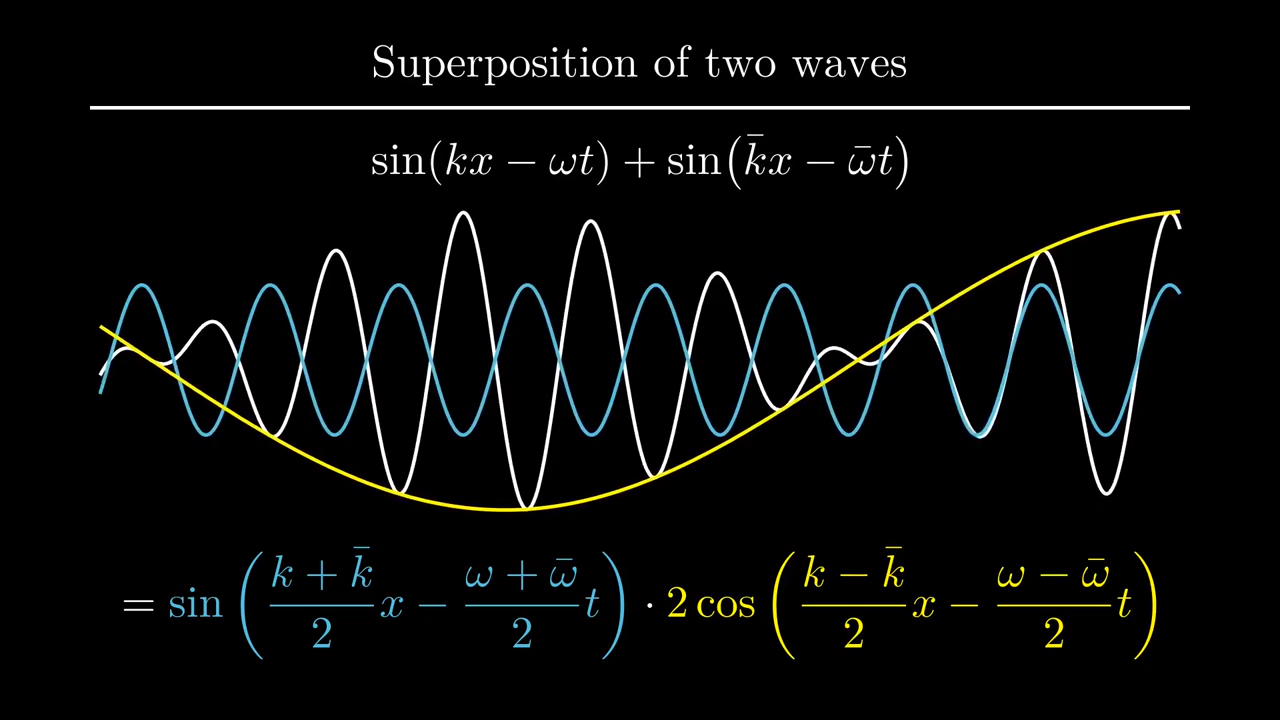 Superposition of two waves
sin(kx − ωt) + sin(k̄x − ω̄t)
= sin((k + k̄)/2 x − (ω + ω̄)/2 t) · 2 cos((k − k̄)/2 x − (ω − ω̄)/2 t)